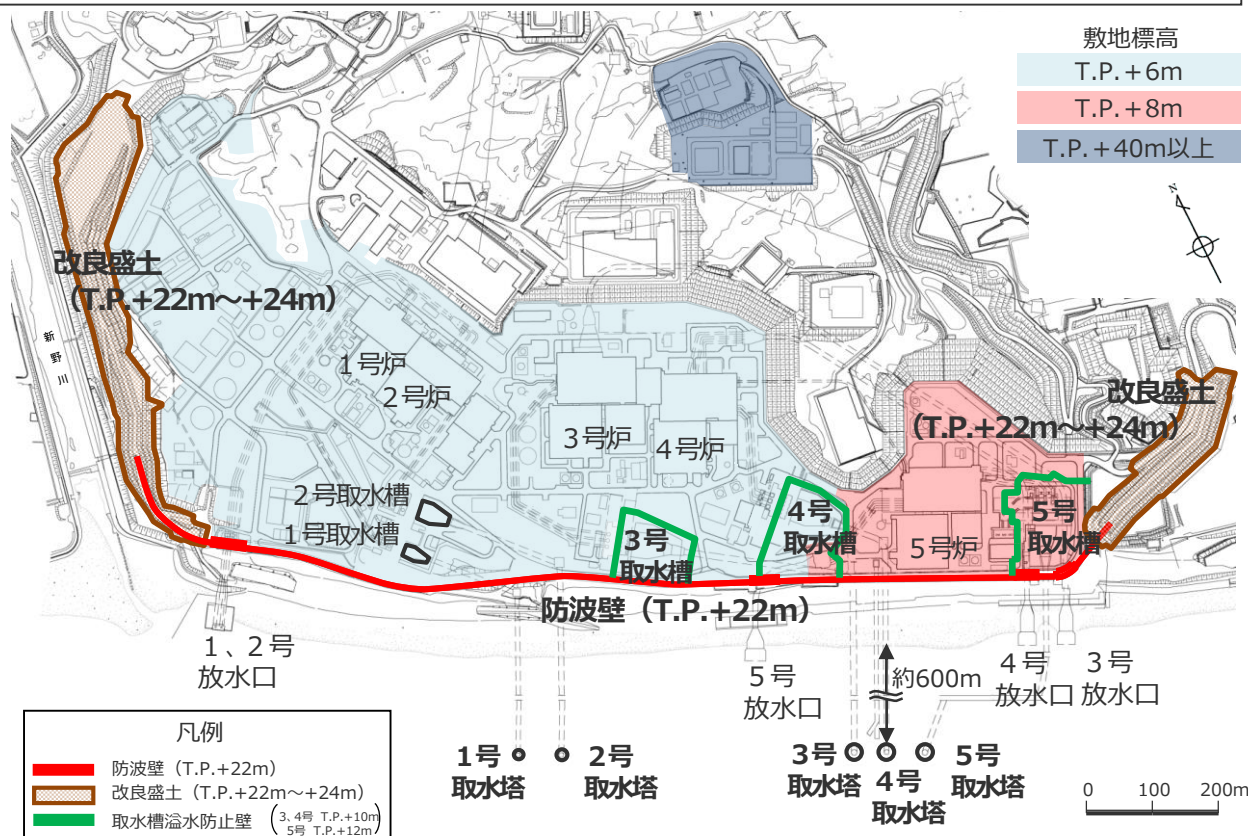 敷地標高
T.P.+6m
T.P.+8m
T.P.+40m以上
N
改良盛土
(T.P.+22m～+24m)
新野川
1号炉
2号炉
3号炉
4号炉
5号炉
改良盛土
(T.P.+22m～+24m)
2号取水槽
1号取水槽
3号
取水槽
4号
取水槽
5号
取水槽
防波壁（T.P.+22m）
1、2号
放水口
5号
放水口
約600m
4号
放水口
3号
放水口
1号
取水塔
2号
取水塔
3号
取水塔
4号
取水塔
5号
取水塔
0 100 200m
凡例
防波壁（T.P.+22m）
改良盛土（T.P.+22m～+24m）
取水槽溢水防止壁（3、4号 T.P.+10m
5号 T.P.+12m）